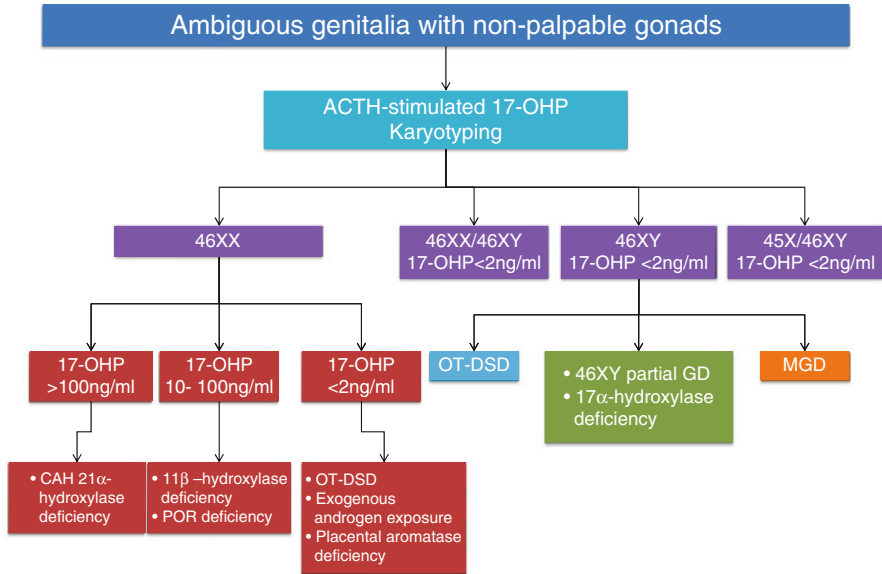 Ambiguous genitalia with non-palpable gonads
ACTH-stimulated 17-OHP
Karyotyping
46XX
46XX/46XY
17-OHP<2ng/ml
46XY
17-OHP <2ng/ml
45X/46XY
17-OHP <2ng/ml
17-OHP
>100ng/ml
17-OHP
10- 100ng/ml
17-OHP
<2ng/ml
OT-DSD
• 46XY partial GD
• 17α-hydroxylase
deficiency
MGD
• CAH 21α-
hydroxylase
deficiency
• 11β –hydroxylase
deficiency
• POR deficiency
• OT-DSD
• Exogenous
androgen exposure
• Placental aromatase
deficiency